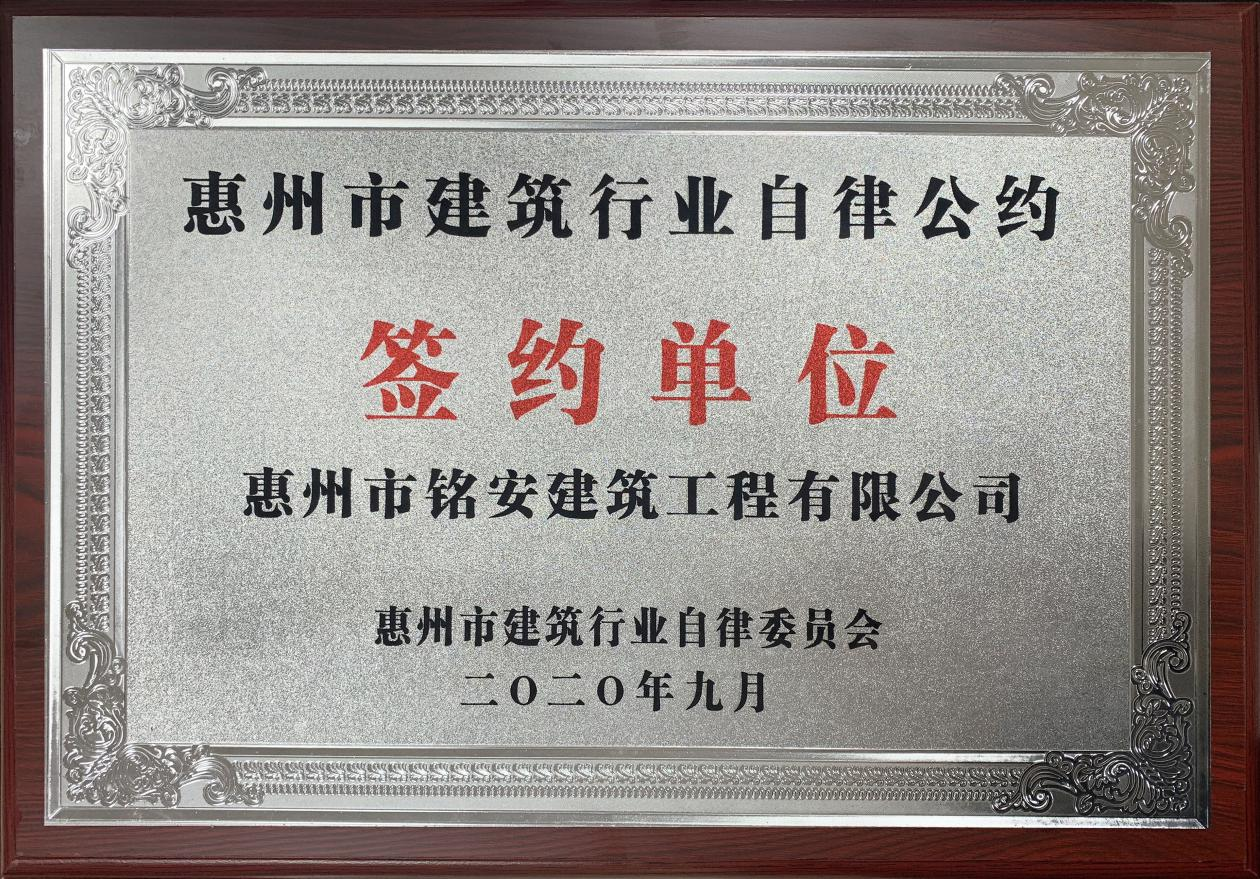 惠州市建筑行业自律公约
签约单位
惠州市铭安建筑工程有限公司
惠州市建筑行业自律委员会
二〇二〇年九月